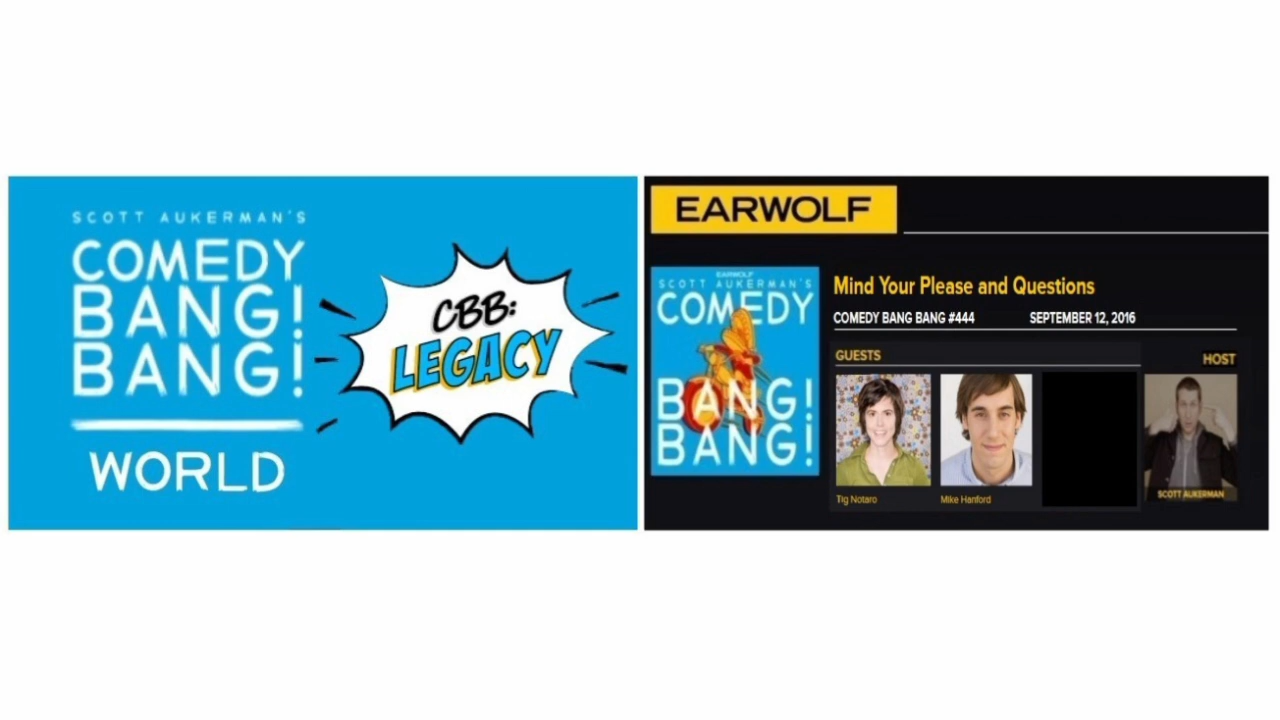 SCOTT AUKERMAN'S
COMEDY
BANG!
BANG!
WORLD
CBB:
LEGACY
EARWOLF
EARWOLF
SCOTT AUKERMAN'S
COMEDY
BANG!
BANG!
Mind Your Please and Questions
COMEDY BANG BANG #444 SEPTEMBER 12, 2016
GUESTS
HOST
Tig Notaro
Mike Hanford
SCOTT AUKERMAN